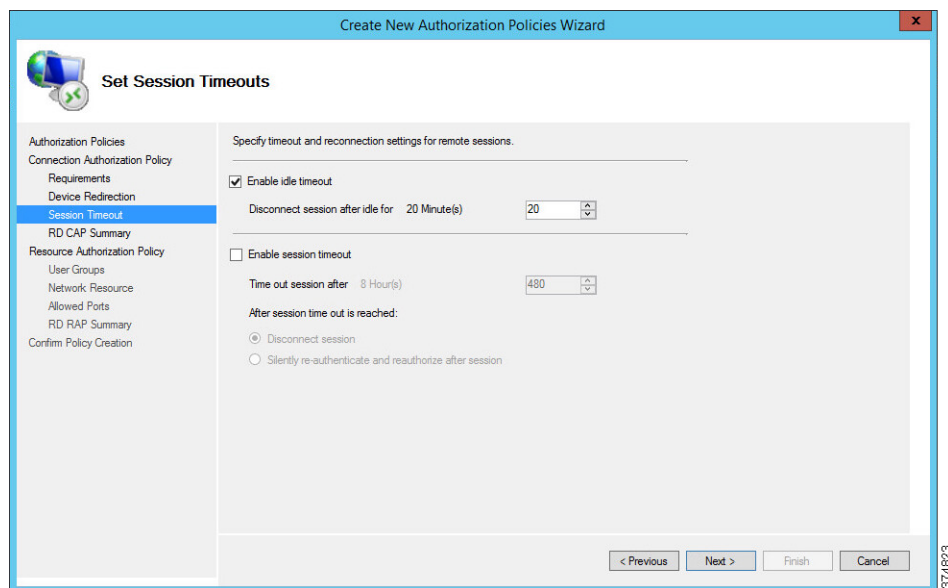 Create New Authorization Policies Wizard
x
Set Session Timeouts
Authorization Policies
Connection Authorization Policy
Requirements
Device Redirection
Session Timeout
RD CAP Summary
Resource Authorization Policy
User Groups
Network Resource
Allowed Ports
RD RAP Summary
Confirm Policy Creation
Specify timeout and reconnection settings for remote sessions.
Enable idle timeout
Disconnect session after idle for 20 Minute(s) 20
Enable session timeout
Time out session after 8 Hour(s) 480
After session time out is reached:
Disconnect session
Silently re-authenticate and reauthorize after session
< Previous Next > Finish Cancel